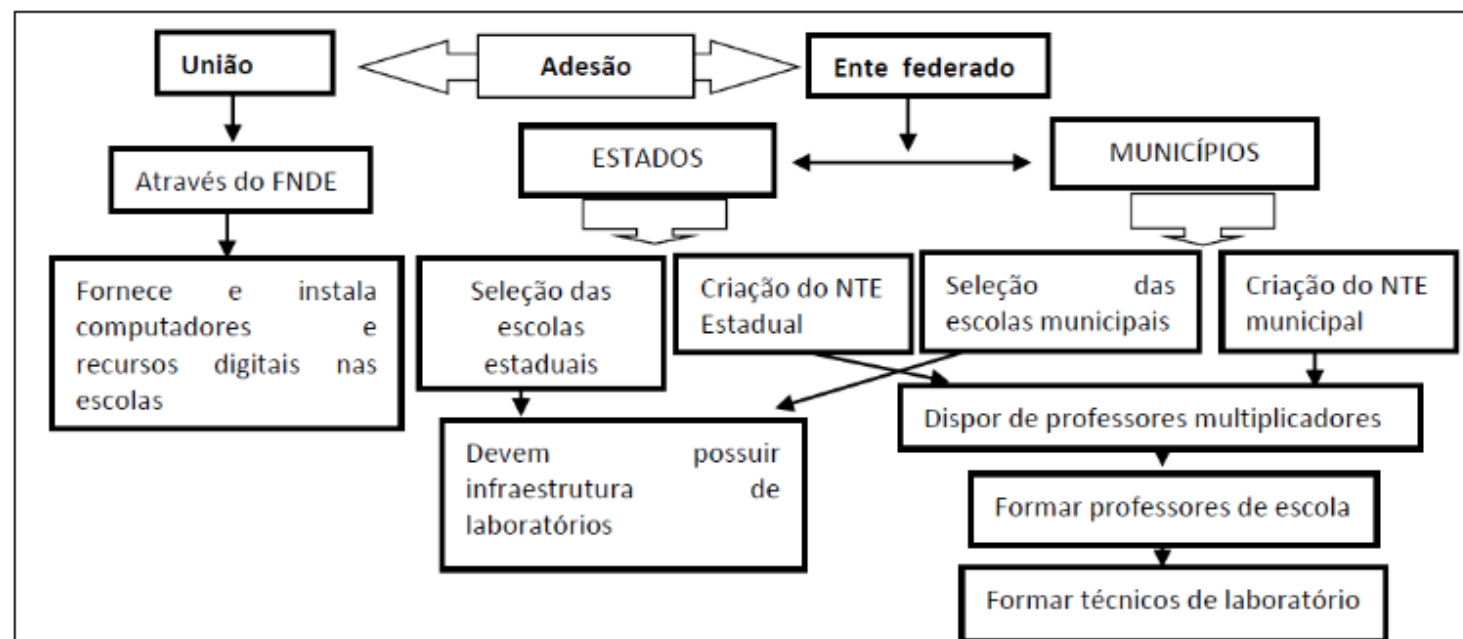 União
Adesão
Ente federado
Através do FNDE
ESTADOS
MUNICÍPIOS
Fornece e instala
computadores e
recursos digitais nas
escolas
Seleção das
escolas
estaduais
Criação do NTE
Estadual
Seleção das
escolas municipais
Criação do NTE
municipal
Devem possuir
infraestrutura de
laboratórios
Dispor de professores multiplicadores
Formar professores de escola
Formar técnicos de laboratório